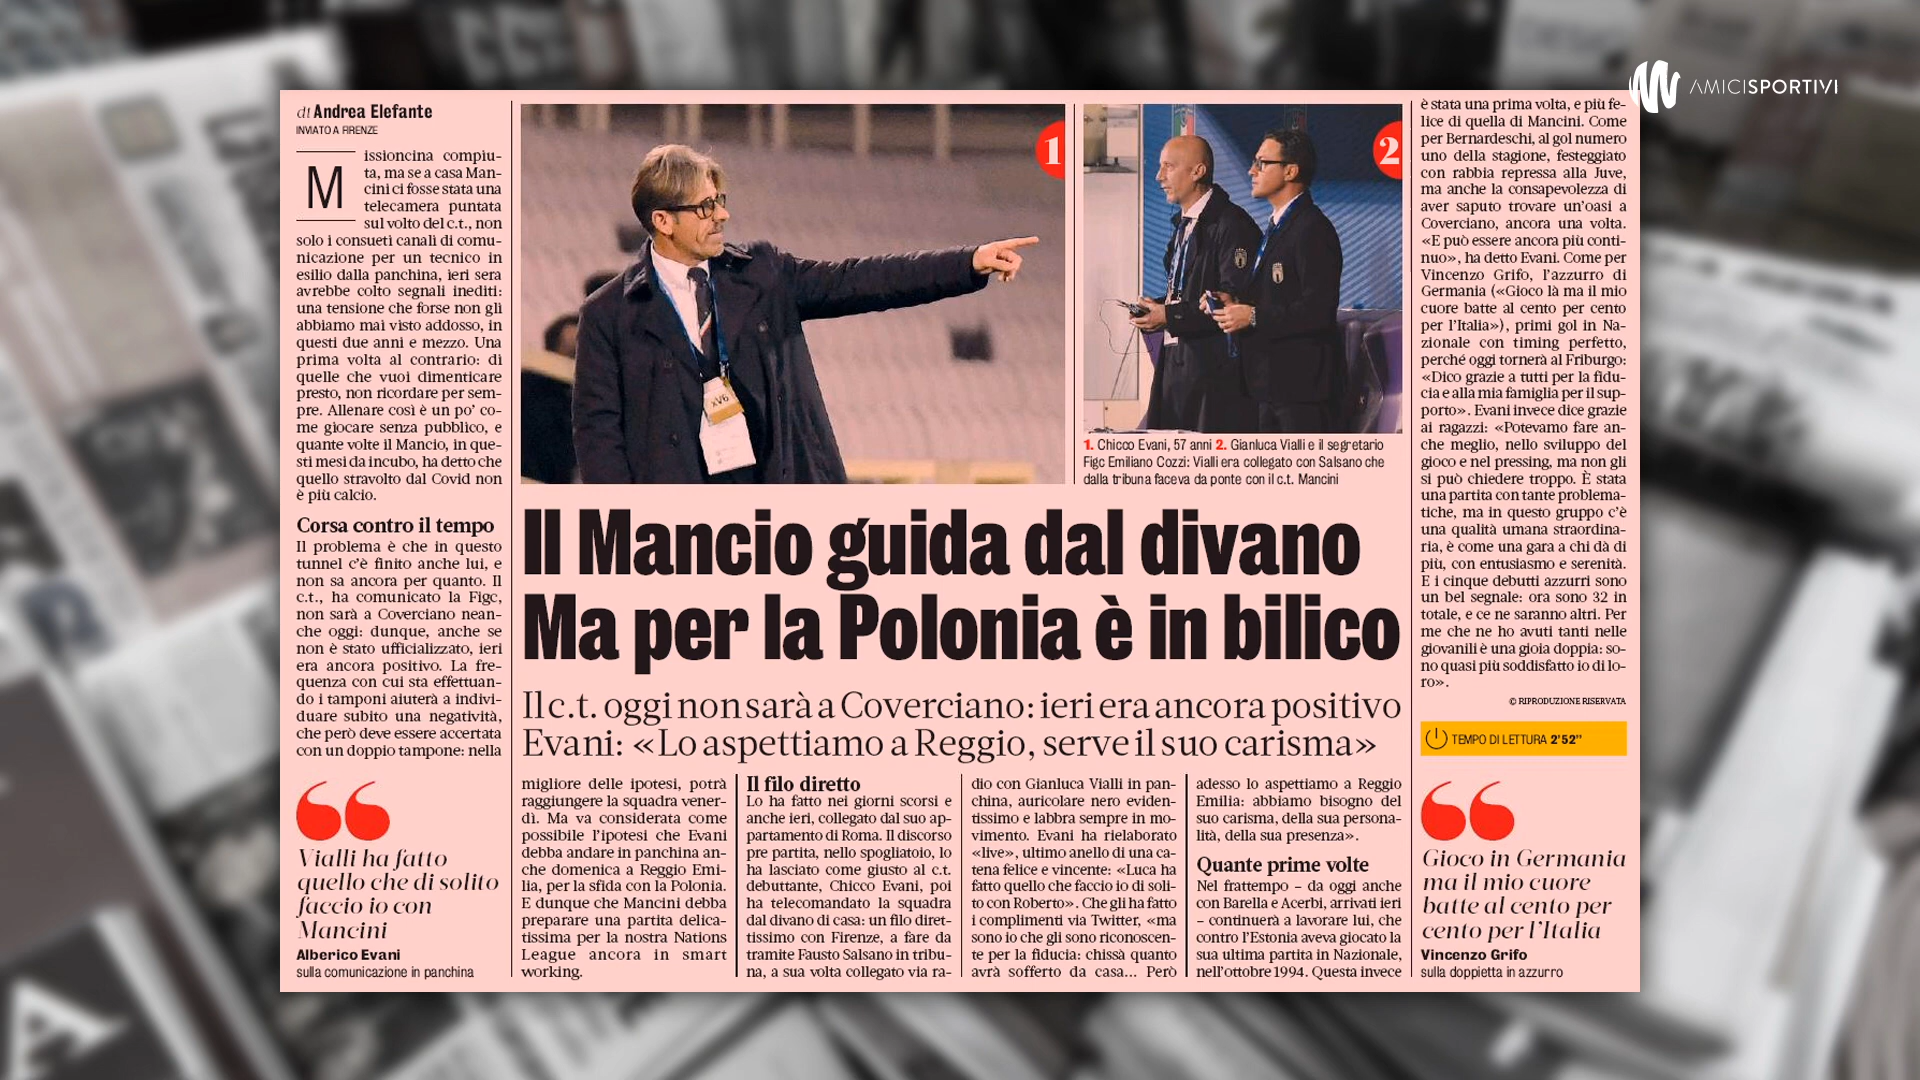 AMICISPORTIVI
di Andrea Elefante
INVIATO A FIRENZE
M
issioncina compiu-
ta, ma se a casa Man-
cini ci fosse stata una
telecamera puntata
sul volto del c.t., non
solo i consueti canali di comu-
nicazione per un tecnico in
esilio dalla panchina, ieri sera
avrebbe colto segnali inediti:
una tensione che forse non gli
abbiamo mai visto addosso, in
questi due anni e mezzo. Una
prima volta al contrario: di
quelle che vuoi dimenticare
presto, non ricordare per sem-
pre. Allenare così è un po' co-
me giocare senza pubblico, e
quante volte il Mancio, in que-
sti mesi da incubo, ha detto che
quello stravolto dal Covid non
è più calcio.
Corsa contro il tempo
Il problema è che in questo
tunnel c'è finito anche lui, e
non sa ancora per quanto. Il
c.t., ha comunicato la Figc,
non sarà a Coverciano nean-
che oggi: dunque, anche se
non è stato ufficializzato, ieri
era ancora positivo. La fre-
quenza con cui sta effettuan-
do i tamponi aiuterà a indivi-
duare subito una negatività,
che però deve essere accertata
con un doppio tampone: nella
Vialli ha fatto
quello che di solito
faccio io con
Mancini
Alberico Evani
sulla comunicazione in panchina
1
XV6
2
1. Chicco Evani, 57 anni 2. Gianluca Vialli e il segretario
Figc Emiliano Cozzi: Vialli era collegato con Salsano che
dalla tribuna faceva da ponte con il c.t. Mancini
Il Mancio guida dal divano
Ma per la Polonia è in bilico
Il c.t. oggi non sarà a Coverciano: ieri era ancora positivo
Evani: «Lo aspettiamo a Reggio, serve il suo carisma»
migliore delle ipotesi, potrà
raggiungere la squadra vener-
dì. Ma va considerata come
possibile l'ipotesi che Evani
debba andare in panchina an-
che domenica a Reggio Emi-
lia, per la sfida con la Polonia.
E dunque che Mancini debba
preparare una partita delica-
tissima per la nostra Nations
League ancora in smart
working.
Il filo diretto
Lo ha fatto nei giorni scorsi e
anche ieri, collegato dal suo ap-
partamento di Roma. Il discorso
pre partita, nello spogliatoio, lo
ha lasciato come giusto al c.t.
debuttante, Chicco Evani, poi
ha telecomandato la squadra
dal divano di casa: un filo diret-
tissimo con Firenze, a fare da
tramite Fausto Salsano in tribu-
na, a sua volta collegato via ra-
dio con Gianluca Vialli in pan-
china, auricolare nero eviden-
tissimo e labbra sempre in mo-
vimento. Evani ha rielaborato
«live», ultimo anello di una ca-
tena felice e vincente: «Luca ha
fatto quello che faccio io di soli-
to con Roberto». Che gli ha fatto
i complimenti via Twitter, «ma
sono io che gli sono riconoscen-
te per la fiducia: chissà quanto
avrà sofferto da casa... Però
adesso lo aspettiamo a Reggio
Emilia: abbiamo bisogno del
suo carisma, della sua persona-
lità, della sua presenza».
Quante prime volte
Nel frattempo – da oggi anche
con Barella e Acerbi, arrivati ieri
– continuerà a lavorare lui, che
contro l'Estonia aveva giocato la
sua ultima partita in Nazionale,
nell'ottobre 1994. Questa invece
è stata una prima volta, e più fe-
lice di quella di Mancini. Come
per Bernardeschi, al gol numero
uno della stagione, festeggiato
con rabbia repressa alla Juve,
ma anche la consapevolezza di
aver saputo trovare un'oasi a
Coverciano, ancora una volta.
«E può essere ancora più conti-
nuo», ha detto Evani. Come per
Vincenzo Grifo, l'azzurro di
Germania («Gioco là ma il mio
cuore batte al cento per cento
per l'Italia»), primi gol in Na-
zionale con timing perfetto,
perché oggi tornerà al Friburgo:
«Dico grazie a tutti per la fidu-
cia e alla mia famiglia per il sup-
porto». Evani invece dice grazie
ai ragazzi: «Potevamo fare an-
che meglio, nello sviluppo del
gioco e nel pressing, ma non gli
si può chiedere troppo. È stata
una partita con tante problema-
tiche, ma in questo gruppo c'è
una qualità umana straordina-
ria, è come una gara a chi dà di
più, con entusiasmo e serenità.
E i cinque debutti azzurri sono
un bel segnale: ora sono 32 in
totale, e ce ne saranno altri. Per
me che ne ho avuti tanti nelle
giovanili è una gioia doppia: so-
no quasi più soddisfatto io di lo-
ro».
© RIPRODUZIONE RISERVATA
TEMPO DI LETTURA 2'52"
Gioco in Germania
ma il mio cuore
batte al cento per
cento per l'Italia
Vincenzo Grifo
sulla doppietta in azzurro